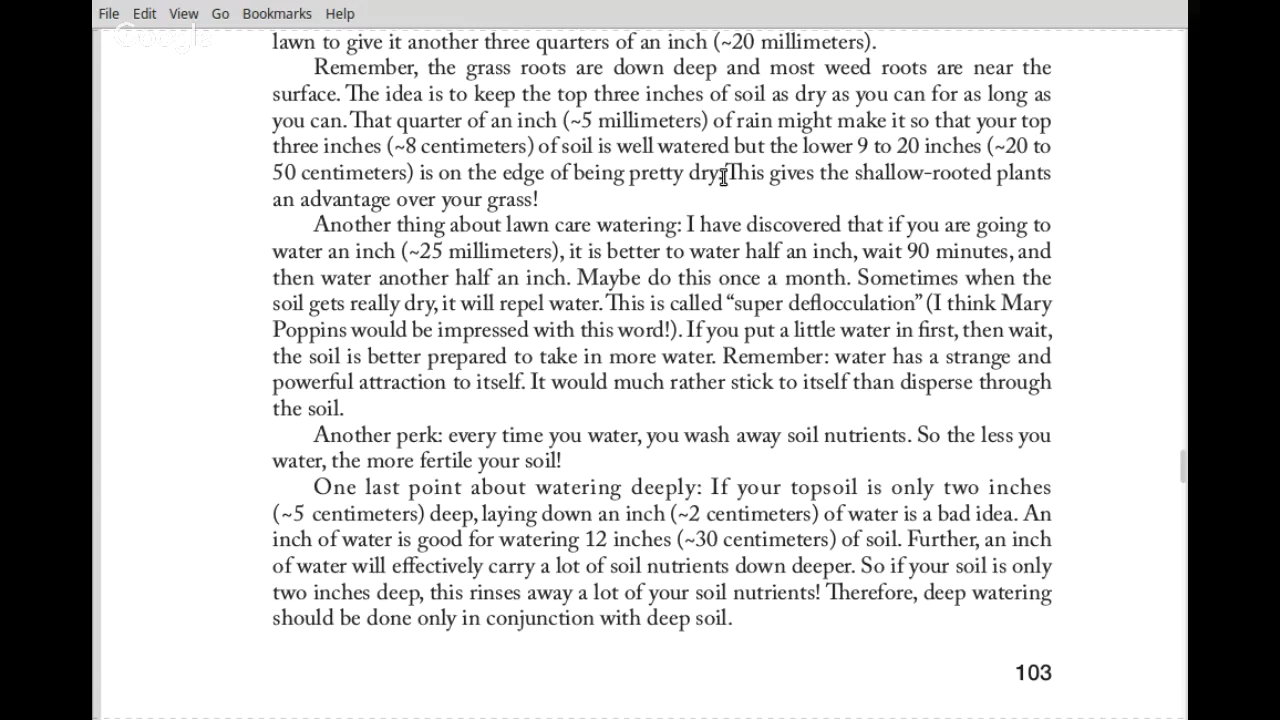 File Edit View Go Bookmarks Help
Google
lawn to give it another three quarters of an inch (~20 millimeters).
Remember, the grass roots are down deep and most weed roots are near the
surface. The idea is to keep the top three inches of soil as dry as you can for as long as
you can. That quarter of an inch (~5 millimeters) of rain might make it so that your top
three inches (~8 centimeters) of soil is well watered but the lower 9 to 20 inches (~20 to
50 centimeters) is on the edge of being pretty dry. This gives the shallow-rooted plants
an advantage over your grass!
Another thing about lawn care watering: I have discovered that if you are going to
water an inch (~25 millimeters), it is better to water half an inch, wait 90 minutes, and
then water another half an inch. Maybe do this once a month. Sometimes when the
soil gets really dry, it will repel water. This is called “super deflocculation” (I think Mary
Poppins would be impressed with this word!). If you put a little water in first, then wait,
the soil is better prepared to take in more water. Remember: water has a strange and
powerful attraction to itself. It would much rather stick to itself than disperse through
the soil.
Another perk: every time you water, you wash away soil nutrients. So the less you
water, the more fertile your soil!
One last point about watering deeply: If your topsoil is only two inches
(~5 centimeters) deep, laying down an inch (~2 centimeters) of water is a bad idea. An
inch of water is good for watering 12 inches (~30 centimeters) of soil. Further, an inch
of water will effectively carry a lot of soil nutrients down deeper. So if your soil is only
two inches deep, this rinses away a lot of your soil nutrients! Therefore, deep watering
should be done only in conjunction with deep soil.
103